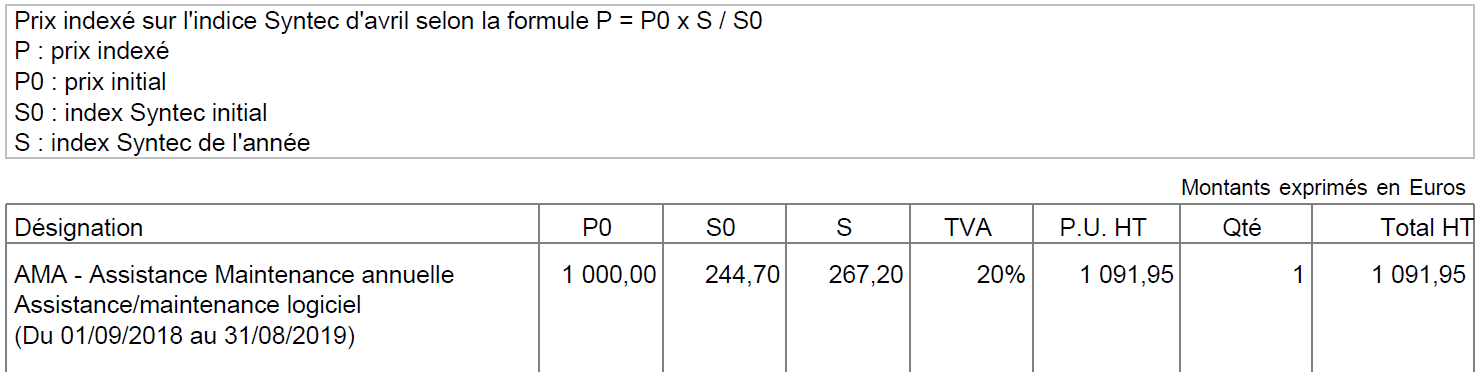 Prix indexé sur l'indice Syntec d'avril selon la formule P = P0 x S / S0
P : prix indexé
P0 : prix initial
S0 : index Syntec initial
S : index Syntec de l'année
Montants exprimés en Euros
Désignation P0 S0 S TVA P.U. HT Qté Total HT
AMA - Assistance Maintenance annuelle 1 000,00 244,70 267,20 20% 1 091,95 1 1 091,95
Assistance/maintenance logiciel
(Du 01/09/2018 au 31/08/2019)